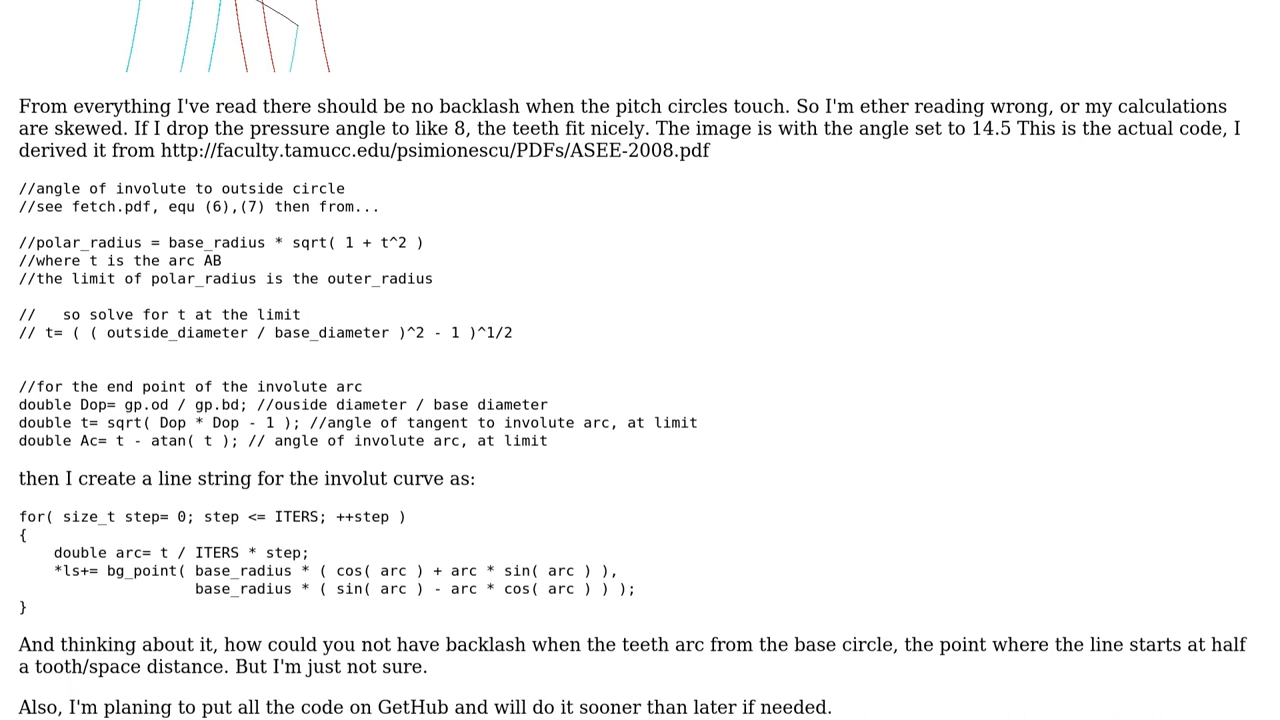 From everything I've read there should be no backlash when the pitch circles touch. So I'm ether reading wrong, or my calculations
are skewed. If I drop the pressure angle to like 8, the teeth fit nicely. The image is with the angle set to 14.5 This is the actual code, I
derived it from http://faculty.tamucc.edu/psimionescu/PDFs/ASEE-2008.pdf
//angle of involute to outside circle
//see fetch.pdf, equ (6),(7) then from...
//polar_radius = base_radius * sqrt( 1 + t^2 )
//where t is the arc AB
//the limit of polar_radius is the outer_radius
//   so solve for t at the limit
// t= ( ( outside_diameter / base_diameter )^2 - 1 )^1/2
//for the end point of the involute arc
double Dop= gp.od / gp.bd; //ouside diameter / base diameter
double t= sqrt( Dop * Dop - 1 ); //angle of tangent to involute arc, at limit
double Ac= t - atan( t ); // angle of involute arc, at limit
then I create a line string for the involut curve as:
for( size_t step= 0; step <= ITERS; ++step )
{
    double arc= t / ITERS * step;
    *ls+= bg_point( base_radius * ( cos( arc ) + arc * sin( arc ) ),
                    base_radius * ( sin( arc ) - arc * cos( arc ) ) );
}
And thinking about it, how could you not have backlash when the teeth arc from the base circle, the point where the line starts at half
a tooth/space distance. But I'm just not sure.
Also, I'm planing to put all the code on GetHub and will do it sooner than later if needed.